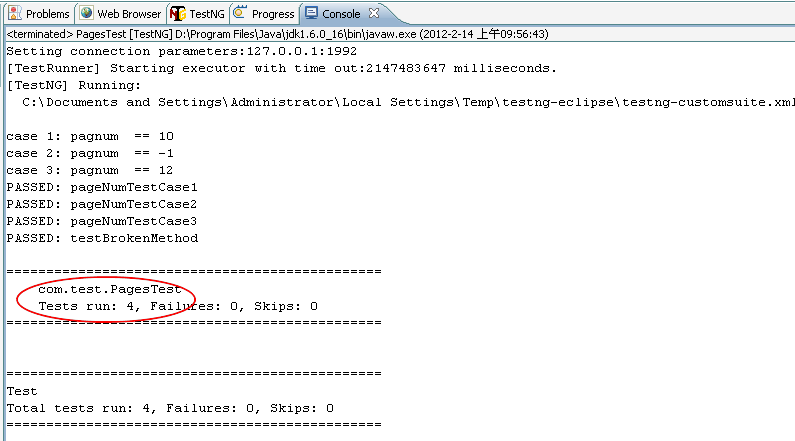 Problems Web Browser TestNG Progress Console
<terminated> PagesTest [TestNG] D:\Program Files\Java\jdk1.6.0_16\bin\javaw.exe (2012-2-14 上午09:56:43)
Setting connection parameters:127.0.0.1:1992
[TestRunner] Starting executor with time out:2147483647 milliseconds.
[TestNG] Running:
C:\Documents and Settings\Administrator\Local Settings\Temp\testng-eclipse\testng-customsuite.xml
case 1: pagnum  == 10
case 2: pagnum  == -1
case 3: pagnum  == 12
PASSED: pageNumTestCase1
PASSED: pageNumTestCase2
PASSED: pageNumTestCase3
PASSED: testBrokenMethod
===============================================
com.test.PagesTest
Tests run: 4, Failures: 0, Skips: 0
===============================================
===============================================
Test
Total tests run: 4, Failures: 0, Skips: 0
===============================================